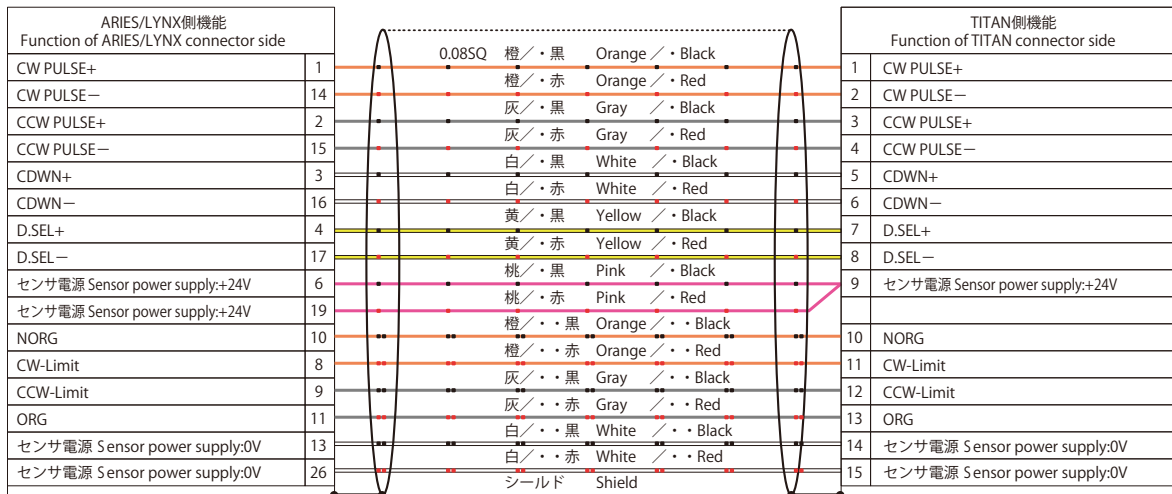 ARIES/LYNX側機能
Function of ARIES/LYNX connector side
TITAN側機能
Function of TITAN connector side
0.08SQ 橙／・黒 Orange／・Black
CW PULSE+ 1 1 CW PULSE+
橙／・赤 Orange／・Red
CW PULSE－ 14 2 CW PULSE－
灰／・黒 Gray ／・Black
CCW PULSE+ 2 3 CCW PULSE+
灰／・赤 Gray ／・Red
CCW PULSE－ 15 4 CCW PULSE－
白／・黒 White ／・Black
CDWN+ 3 5 CDWN+
白／・赤 White ／・Red
CDWN－ 16 6 CDWN－
黄／・黒 Yellow ／・Black
D.SEL+ 4 7 D.SEL+
黄／・赤 Yellow ／・Red
D.SEL－ 17 8 D.SEL－
桃／・黒 Pink ／・Black
センサ電源 Sensor power supply:+24V 6 9 センサ電源 Sensor power supply:+24V
桃／・赤 Pink ／・Red
センサ電源 Sensor power supply:+24V 19
橙／・・黒 Orange／・・Black
NORG 10 10 NORG
橙／・・赤 Orange／・・Red
CW-Limit 8 11 CW-Limit
灰／・・黒 Gray ／・・Black
CCW-Limit 9 12 CCW-Limit
灰／・・赤 Gray ／・・Red
ORG 11 13 ORG
白／・・黒 White ／・・Black
センサ電源 Sensor power supply:0V 13 14 センサ電源 Sensor power supply:0V
白／・・赤 White ／・・Red
センサ電源 Sensor power supply:0V 26 15 センサ電源 Sensor power supply:0V
シールド Shield